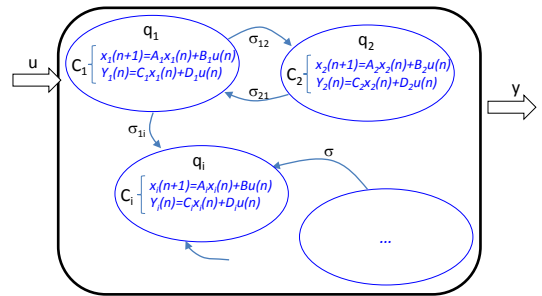 q1
σ12
q2
u
C1
x1(n+1)=A1x1(n)+B1u(n)
Y1(n)=C1x1(n)+D1u(n)
C2
x2(n+1)=A2x2(n)+B2u(n)
Y2(n)=C2x2(n)+D2u(n)
y
σ21
σ1i
qi
σ
Ci
xi(n+1)=Aixi(n)+Bu(n)
Yi(n)=Cixi(n)+Diu(n)
...